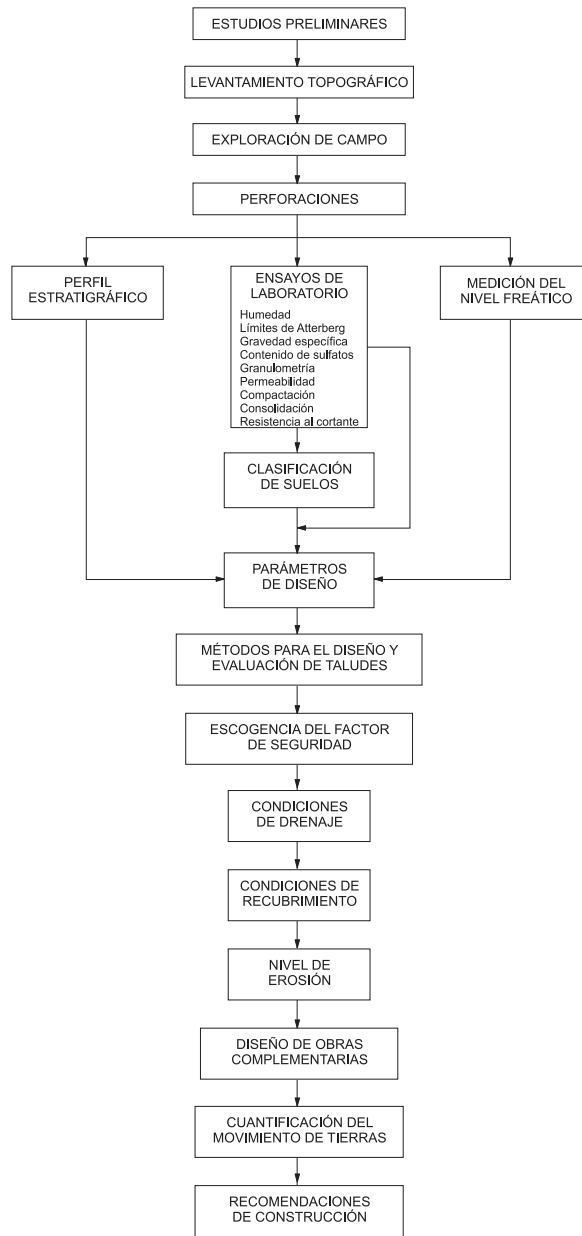 ESTUDIOS PRELIMINARES
LEVANTAMIENTO TOPOGRÁFICO
EXPLORACIÓN DE CAMPO
PERFORACIONES
PERFIL
ESTRATIGRÁFICO
ENSAYOS DE
LABORATORIO
Humedad
Límites de Atterberg
Gravedad específica
Contenido de sulfatos
Granulometría
Permeabilidad
Compactación
Consolidación
Resistencia al cortante
MEDICIÓN DEL
NIVEL FREÁTICO
CLASIFICACIÓN
DE SUELOS
PARÁMETROS
DE DISEÑO
MÉTODOS PARA EL DISEÑO Y
EVALUACIÓN DE TALUDES
ESCOGENCIA DEL FACTOR
DE SEGURIDAD
CONDICIONES
DE DRENAJE
CONDICIONES DE
RECUBRIMIENTO
NIVEL DE
EROSIÓN
DISEÑO DE OBRAS
COMPLEMENTARIAS
CUANTIFICACIÓN DEL
MOVIMIENTO DE TIERRAS
RECOMENDACIONES
DE CONSTRUCCIÓN